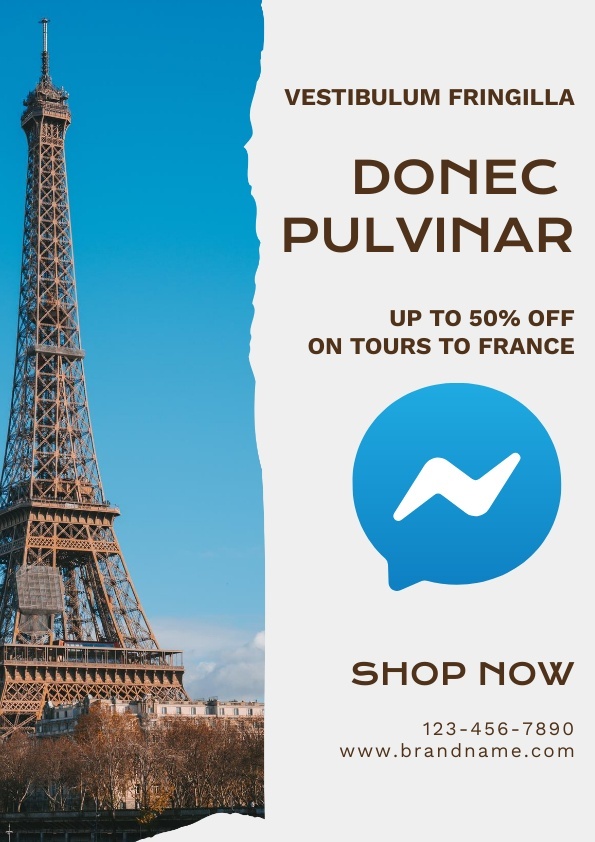 VESTIBULUM FRINGILLA
DONEC
PULVINAR
UP TO 50% OFF
ON TOURS TO FRANCE
SHOP NOW
123-456-7890
www.brandname.com